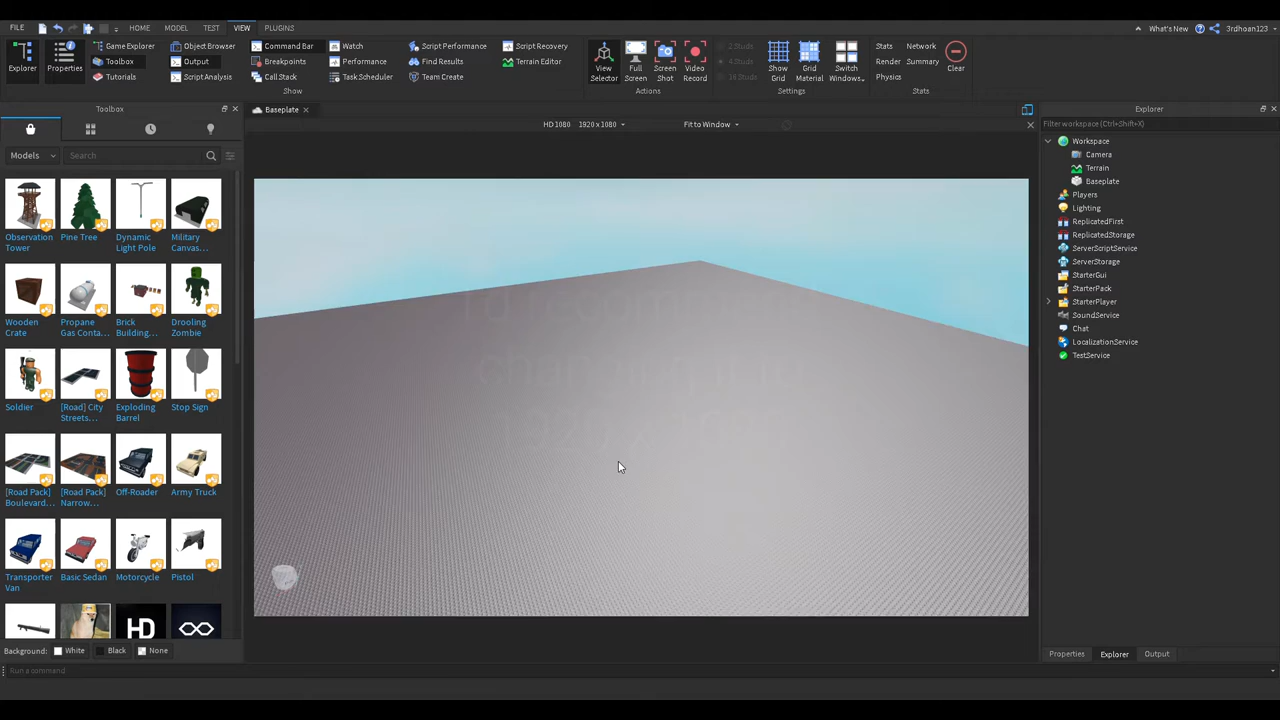 FILE HOME MODEL TEST VIEW PLUGINS What's New 3rdhoan123
Explorer
Properties
Game Explorer Object Browser Command Bar Watch Script Performance Script Recovery
Toolbox Output Breakpoints Performance Find Results Terrain Editor
Tutorials Script Analysis Call Stack Task Scheduler Team Create
Show
View Selector
Full Screen
Screen Shot
Video Record
Actions
2 Studs
4 Studs
16 Studs
Show Grid
Grid Material
Switch Windows
Settings
Stats Network
Render Summary
Physics
Clear
Stats
Toolbox
Baseplate
Explorer
Models Search
HD 1080 1920 x 1080 Fit to Window
Filter workspace (Ctrl+Shift+X)
Observation Tower
Pine Tree
Dynamic Light Pole
Military Canvas...
Wooden Crate
Propane Gas Conta...
Brick Building...
Drooling Zombie
Soldier
[Road] City Streets...
Exploding Barrel
Stop Sign
[Road Pack] Boulevard...
[Road Pack] Narrow...
Off-Roader
Army Truck
Transporter Van
Basic Sedan
Motorcycle
Pistol
HD
Workspace
Camera
Terrain
Baseplate
Players
Lighting
ReplicatedFirst
ReplicatedStorage
ServerScriptService
ServerStorage
StarterGui
StarterPack
StarterPlayer
SoundService
Chat
LocalizationService
TestService
Background: White Black None
Properties Explorer Output
Run a command